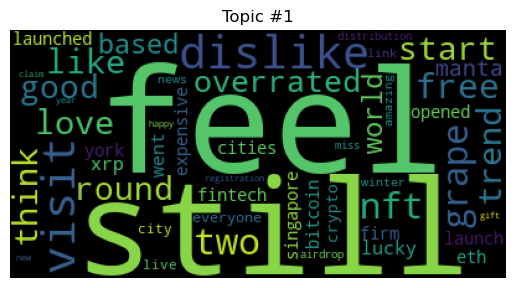 Topic #1
launched based dislike start distribution link
like feel overrated free manta
good news amazing
claim year love happy cities miss world opened trend
think visit york xrp went expensive grape
round still registration fintech singapore bitcoin crypto winter nft
city two everyone firm launch gift
new live airdrop lucky eth